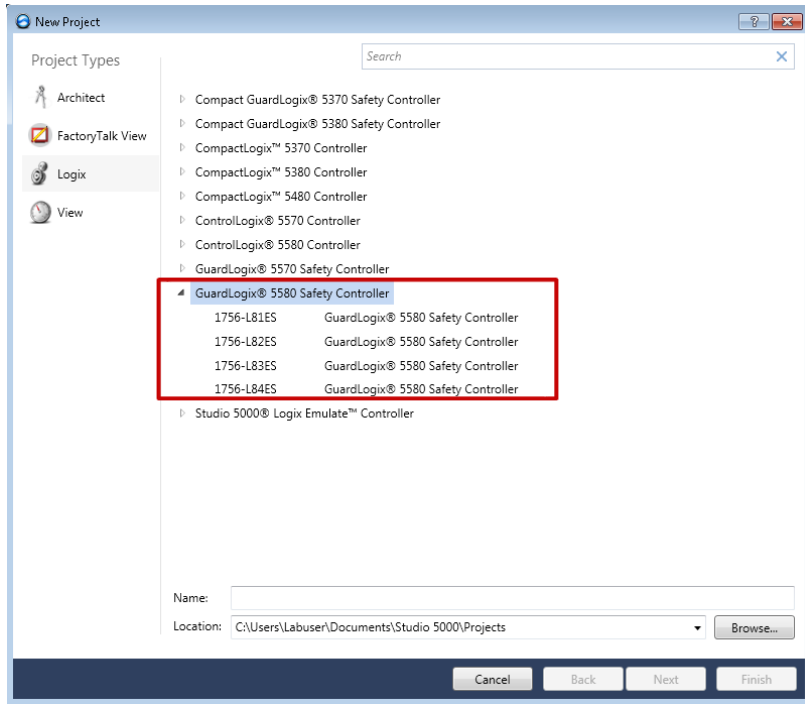 New Project
Project Types
Search
Architect
FactoryTalk View
Logix
View
Compact GuardLogix® 5370 Safety Controller
Compact GuardLogix® 5380 Safety Controller
CompactLogix™ 5370 Controller
CompactLogix™ 5380 Controller
CompactLogix™ 5480 Controller
ControlLogix® 5570 Controller
ControlLogix® 5580 Controller
GuardLogix® 5570 Safety Controller
GuardLogix® 5580 Safety Controller
1756-L81ES GuardLogix® 5580 Safety Controller
1756-L82ES GuardLogix® 5580 Safety Controller
1756-L83ES GuardLogix® 5580 Safety Controller
1756-L84ES GuardLogix® 5580 Safety Controller
Studio 5000® Logix Emulate™ Controller
Name:
Location: C:\Users\Labuser\Documents\Studio 5000\Projects Browse...
Cancel Back Next Finish